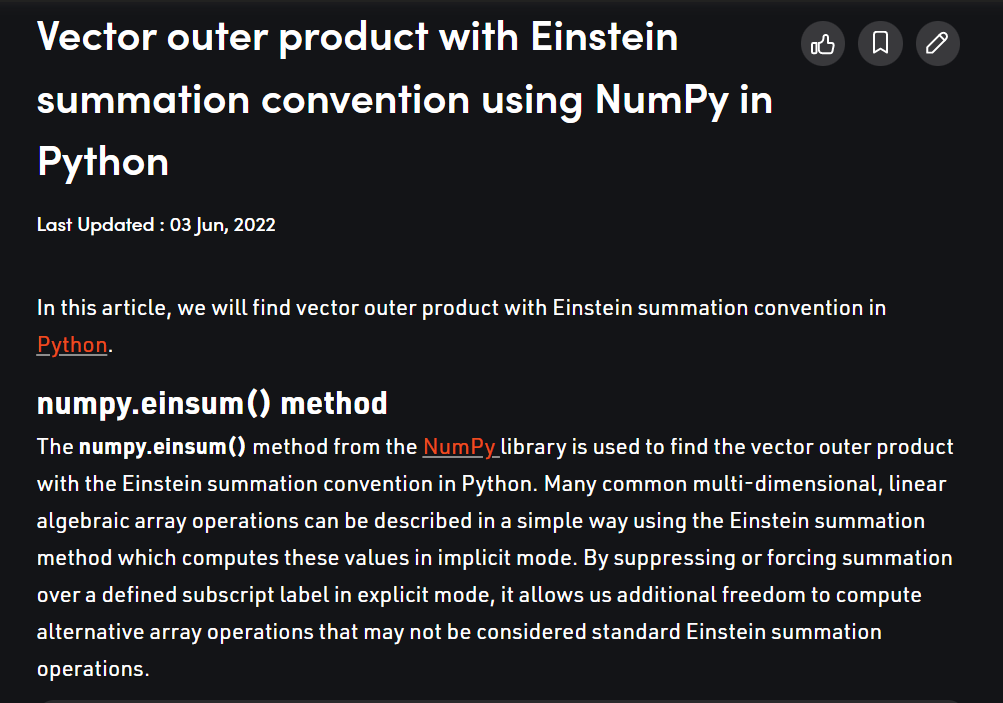 Vector outer product with Einstein
summation convention using NumPy in
Python
Last Updated : 03 Jun, 2022
In this article, we will find vector outer product with Einstein summation convention in
Python.
numpy.einsum() method
The numpy.einsum() method from the NumPy library is used to find the vector outer product
with the Einstein summation convention in Python. Many common multi-dimensional, linear
algebraic array operations can be described in a simple way using the Einstein summation
method which computes these values in implicit mode. By suppressing or forcing summation
over a defined subscript label in explicit mode, it allows us additional freedom to compute
alternative array operations that may not be considered standard Einstein summation
operations.